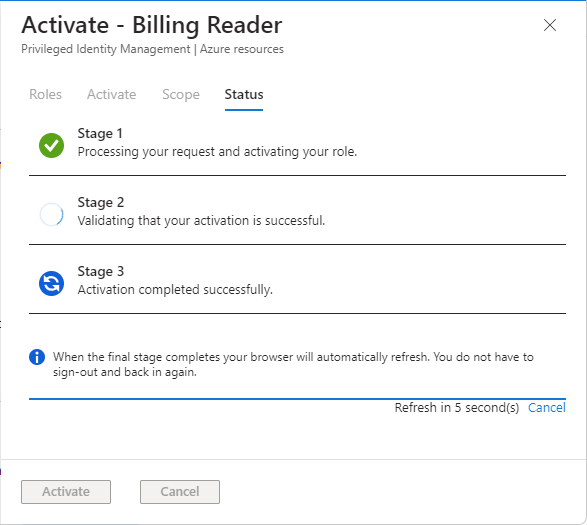 Activate - Billing Reader
Privileged Identity Management | Azure resources
Roles Activate Scope Status
Stage 1
Processing your request and activating your role.
Stage 2
Validating that your activation is successful.
Stage 3
Activation completed successfully.
When the final stage completes your browser will automatically refresh. You do not have to
sign-out and back in again.
Refresh in 5 second(s) Cancel
Activate Cancel